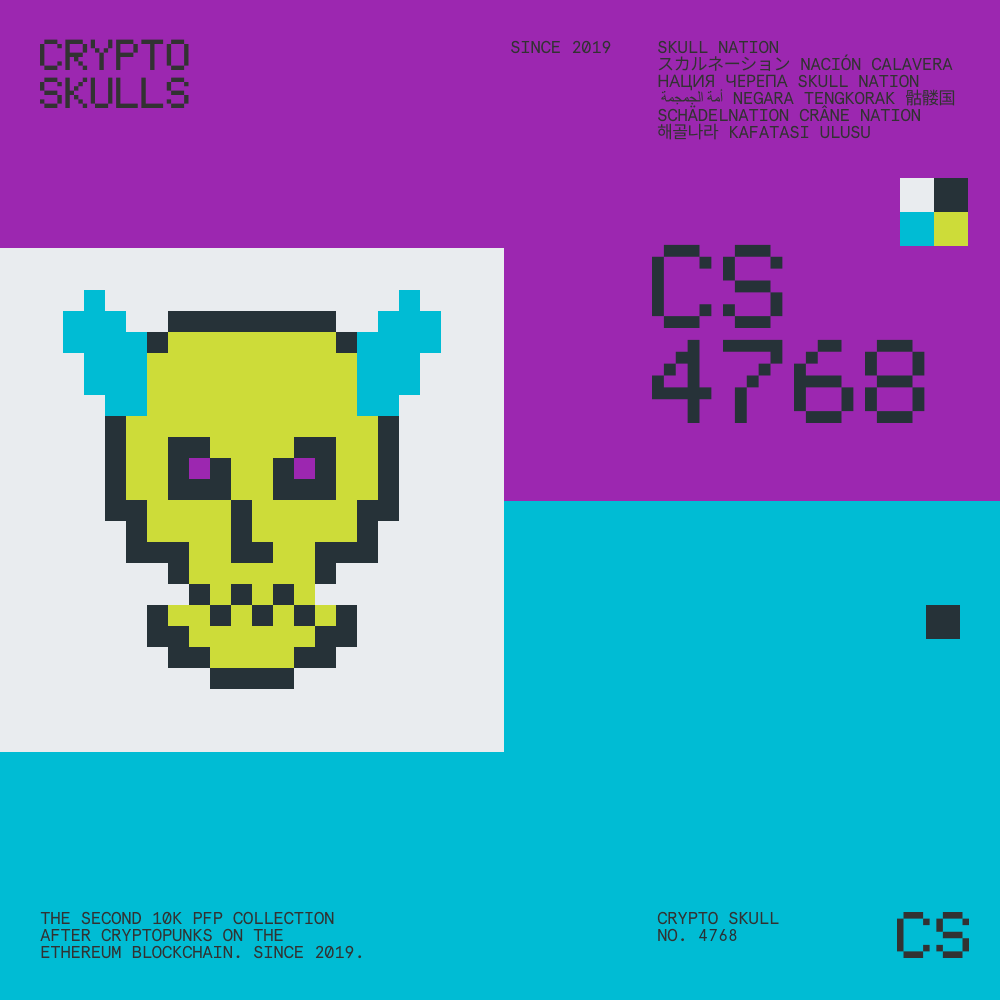 CRYPTO
SKULLS
SINCE 2019
SKULL NATION
スカルネーション NACIÓN CALAVERA
НАЦИЯ ЧЕРЕПА SKULL NATION
أمة الجمجمة NEGARA TENGKORAK 骷髅国
SCHÄDELNATION CRÂNE NATION
해골나라 KAFATASI ULUSU
CS
4768
THE SECOND 10K PFP COLLECTION
AFTER CRYPTOPUNKS ON THE
ETHEREUM BLOCKCHAIN. SINCE 2019.
CRYPTO SKULL
NO. 4768
CS